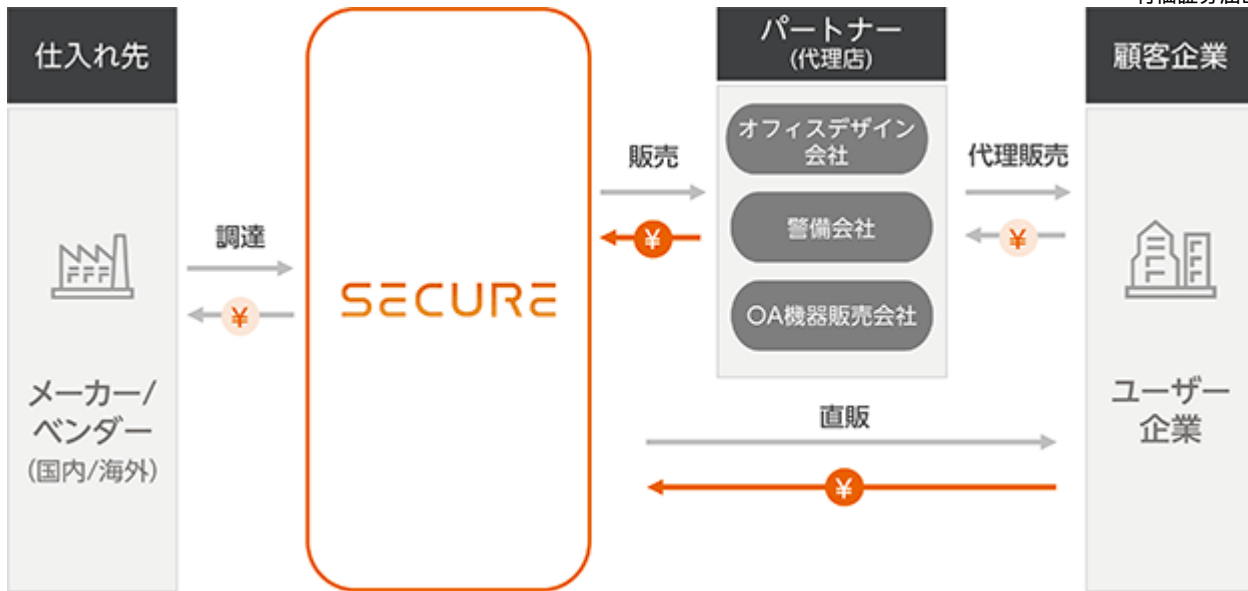 仕入れ先
メーカー/
ベンダー
(国内/海外)
調達
¥
SECURE
販売
¥
パートナー
(代理店)
オフィスデザイン
会社
警備会社
OA機器販売会社
代理販売
¥
直販
¥
顧客企業
ユーザー
企業